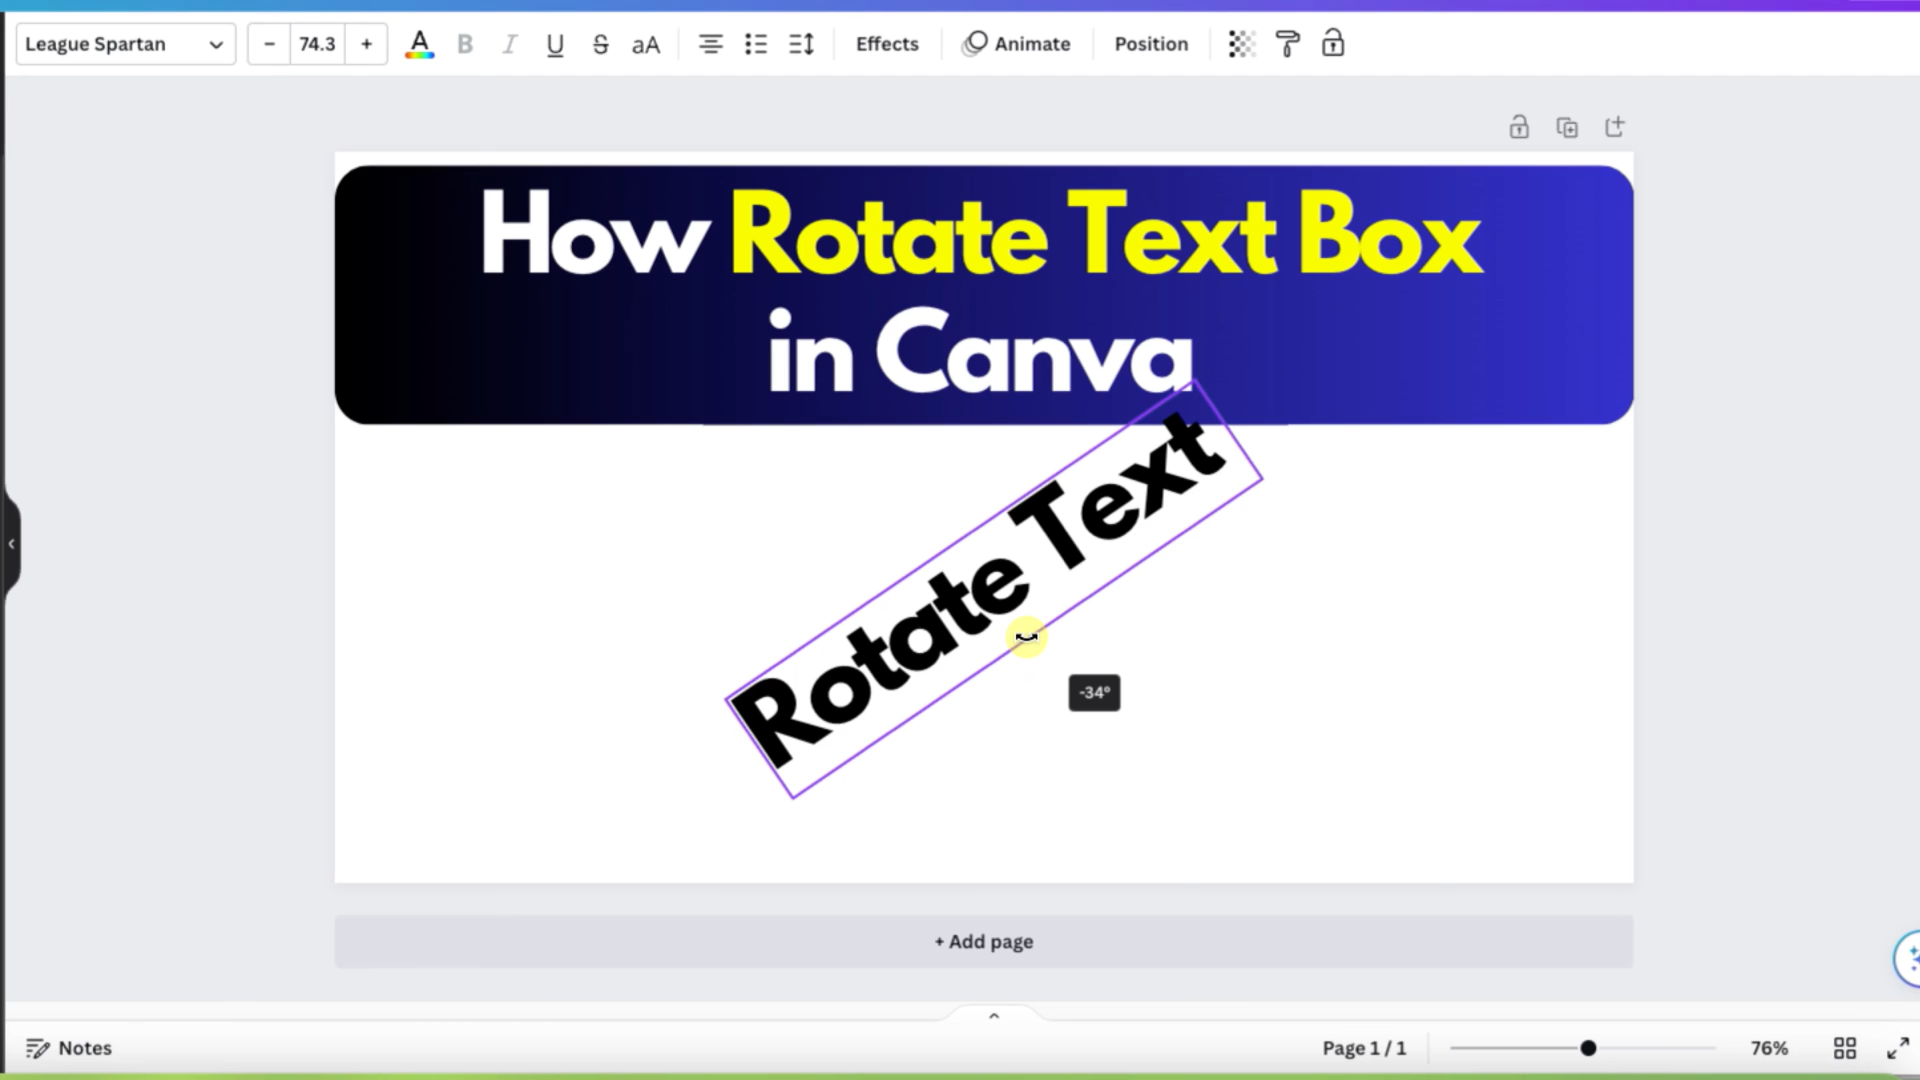 League Spartan
− 74.3 +
A B I U S aA
Effects
Animate
Position
How Rotate Text Box
in Canva
Rotate Text
-34°
+ Add page
Notes
Page 1 / 1
76%